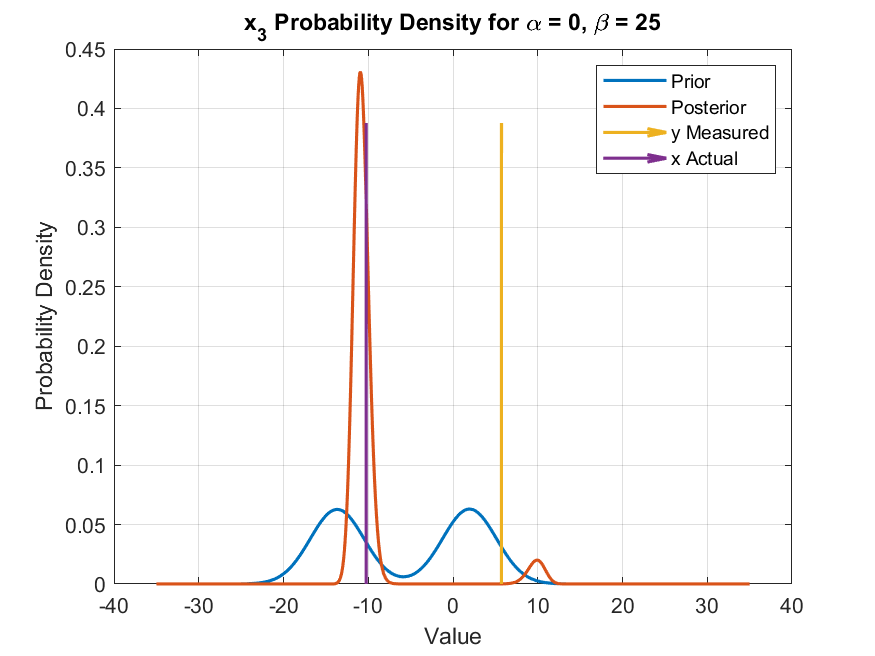 x₃ Probability Density for α = 0, β = 25
0.45
0.4
0.35
0.3
0.25
0.2
0.15
0.1
0.05
0
Probability Density
Prior
Posterior
y Measured
x Actual
-40 -30 -20 -10 0 10 20 30 40
Value